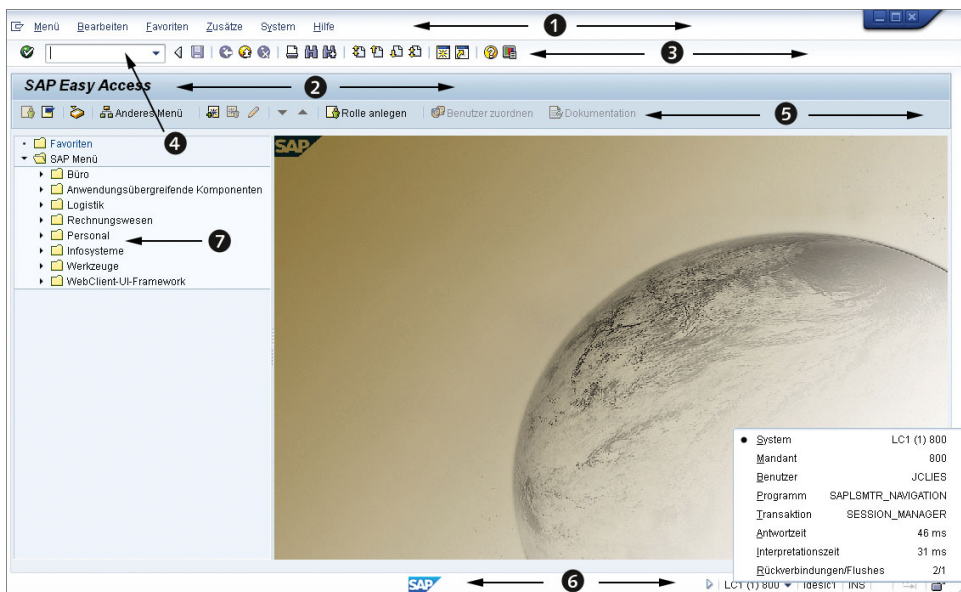 Menü Bearbeiten Favoriten Zusätze System Hilfe 1
3
SAP Easy Access 2
Anderes Menü Rolle anlegen Benutzer zuordnen Dokumentation 5
4
Favoriten
SAP Menü
Büro
Anwendungsübergreifende Komponenten
Logistik
Rechnungswesen
Personal 7
Infosysteme
Werkzeuge
WebClient-UI-Framework
SAP
System LC1 (1) 800
Mandant 800
Benutzer JCLIES
Programm SAPLSMTR_NAVIGATION
Transaktion SESSION_MANAGER
Antwortzeit 46 ms
Interpretationszeit 31 ms
Rückverbindungen/Flushes 2/1
SAP 6 LC1 (1) 800 ideslc1 INS